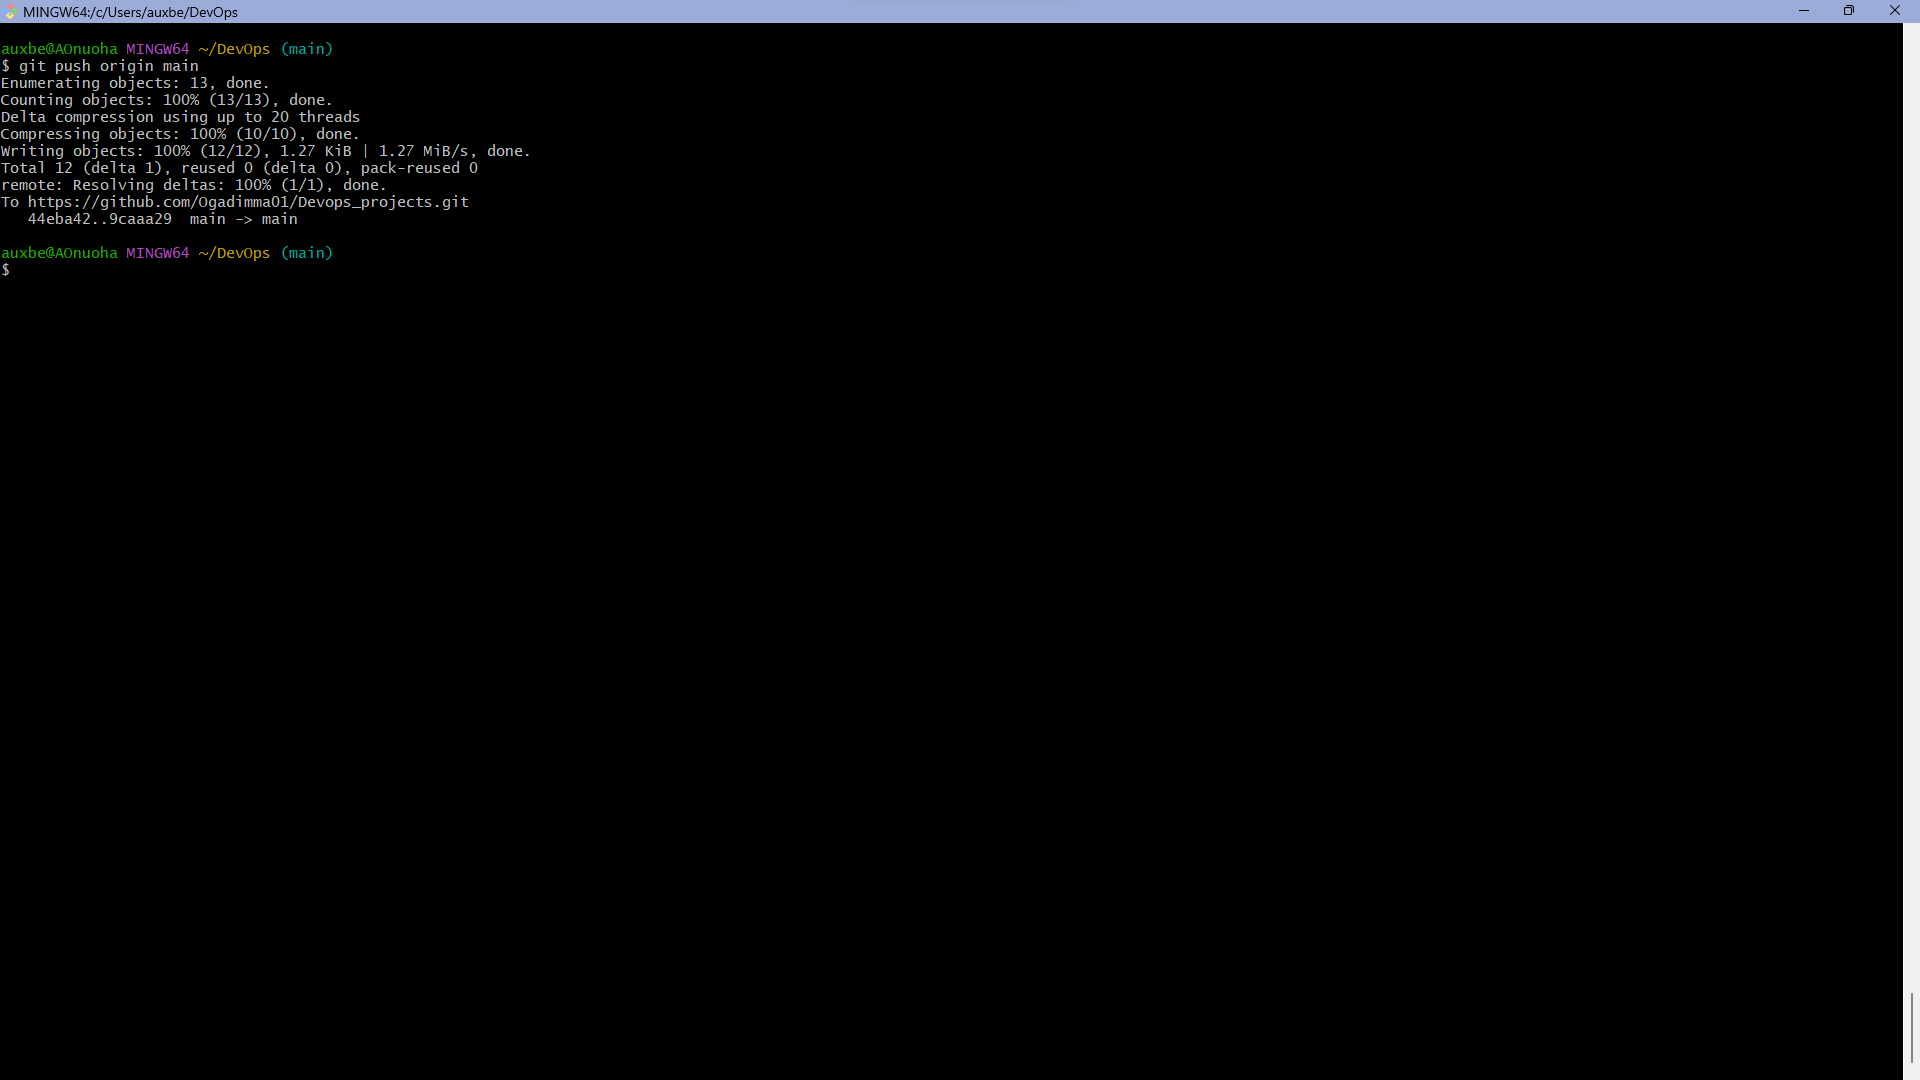 MINGW64:/c/Users/auxbe/DevOps
auxbe@AOnuoha MINGW64 ~/DevOps (main)
$ git push origin main
Enumerating objects: 13, done.
Counting objects: 100% (13/13), done.
Delta compression using up to 20 threads
Compressing objects: 100% (10/10), done.
Writing objects: 100% (12/12), 1.27 KiB | 1.27 MiB/s, done.
Total 12 (delta 1), reused 0 (delta 0), pack-reused 0
remote: Resolving deltas: 100% (1/1), done.
To https://github.com/Ogadimma01/Devops_projects.git
   44eba42..9caaa29  main -> main
auxbe@AOnuoha MINGW64 ~/DevOps (main)
$